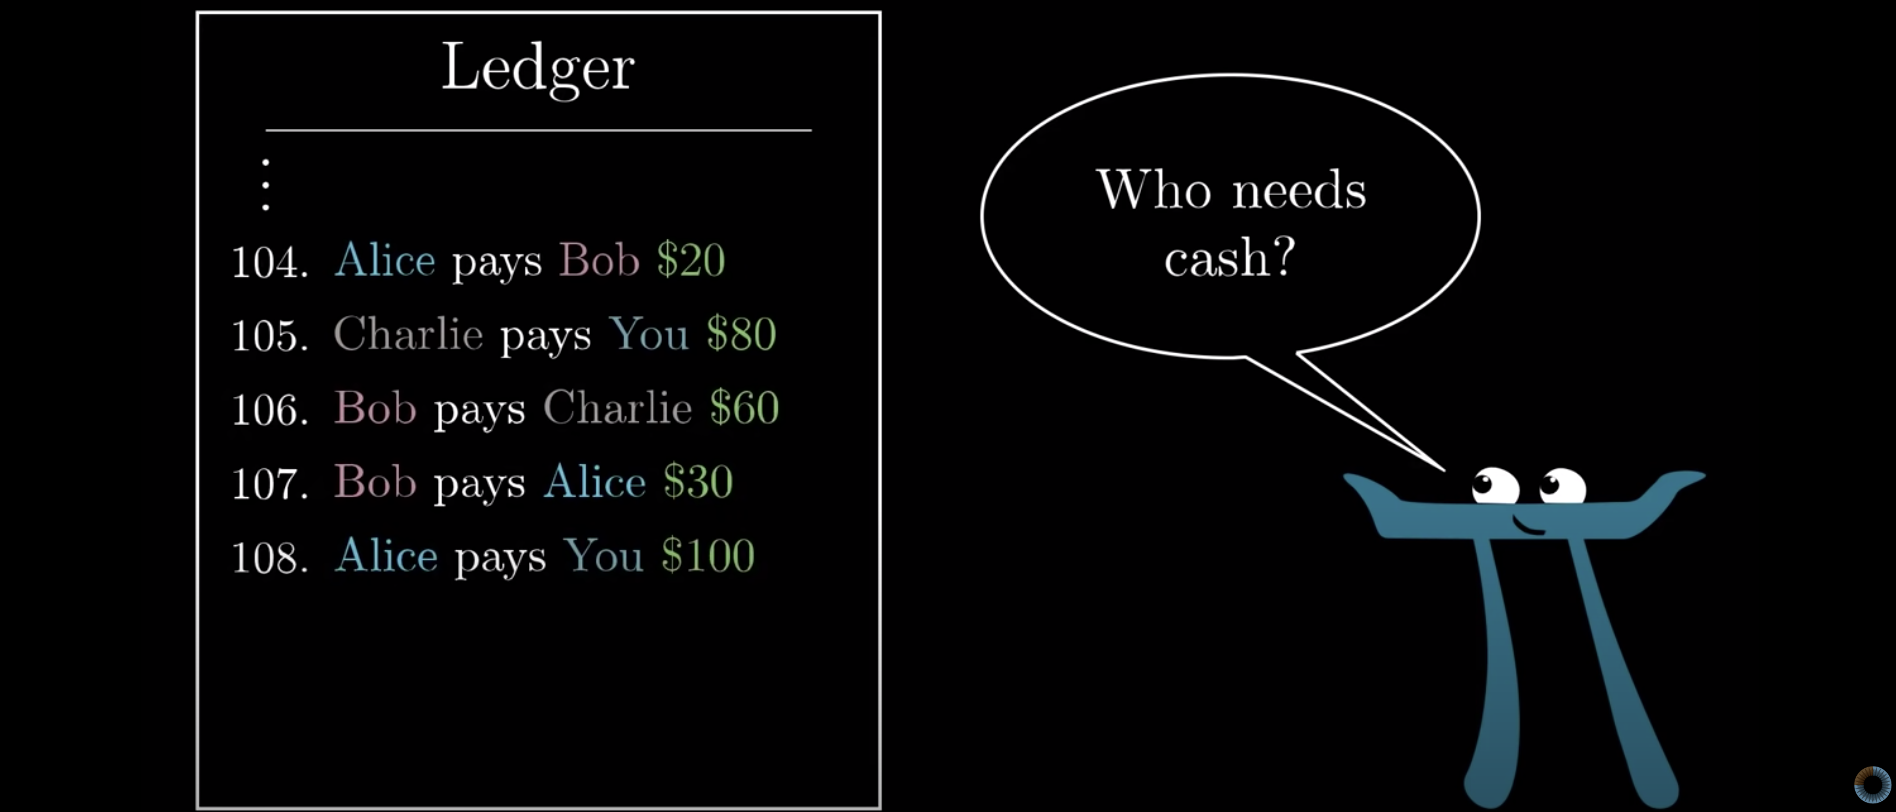 Ledger
⋮
104. Alice pays Bob $20
105. Charlie pays You $80
106. Bob pays Charlie $60
107. Bob pays Alice $30
108. Alice pays You $100
Who needs
cash?